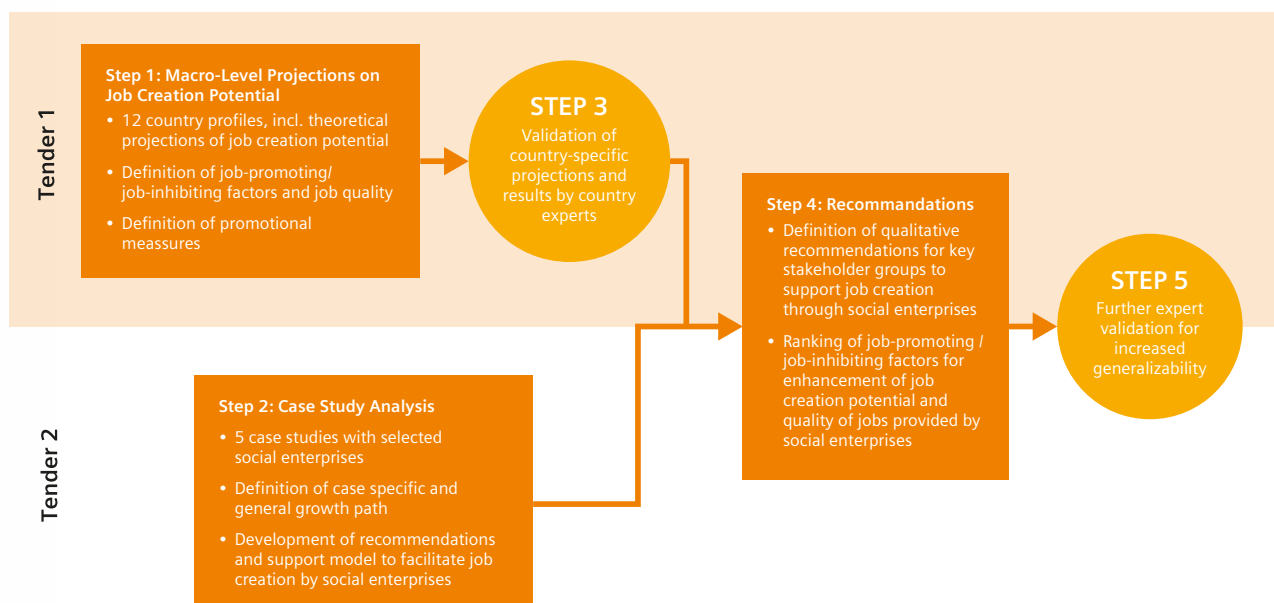 Tender 1
Step 1: Macro-Level Projections on
Job Creation Potential
• 12 country profiles, incl. theoretical
projections of job creation potential
• Definition of job-promoting/
job-inhibiting factors and job quality
• Definition of promotional
meassures
STEP 3
Validation of
country-specific
projections and
results by country
experts
Step 4: Recommandations
• Definition of qualitative
recommendations for key
stakeholder groups to
support job creation
through social enterprises
• Ranking of job-promoting /
job-inhibiting factors for
enhancement of job
creation potential and
quality of jobs provided by
social enterprises
STEP 5
Further expert
validation for
increased
generalizability
Tender 2
Step 2: Case Study Analysis
• 5 case studies with selected
social enterprises
• Definition of case specific and
general growth path
• Development of recommendations
and support model to facilitate job
creation by social enterprises